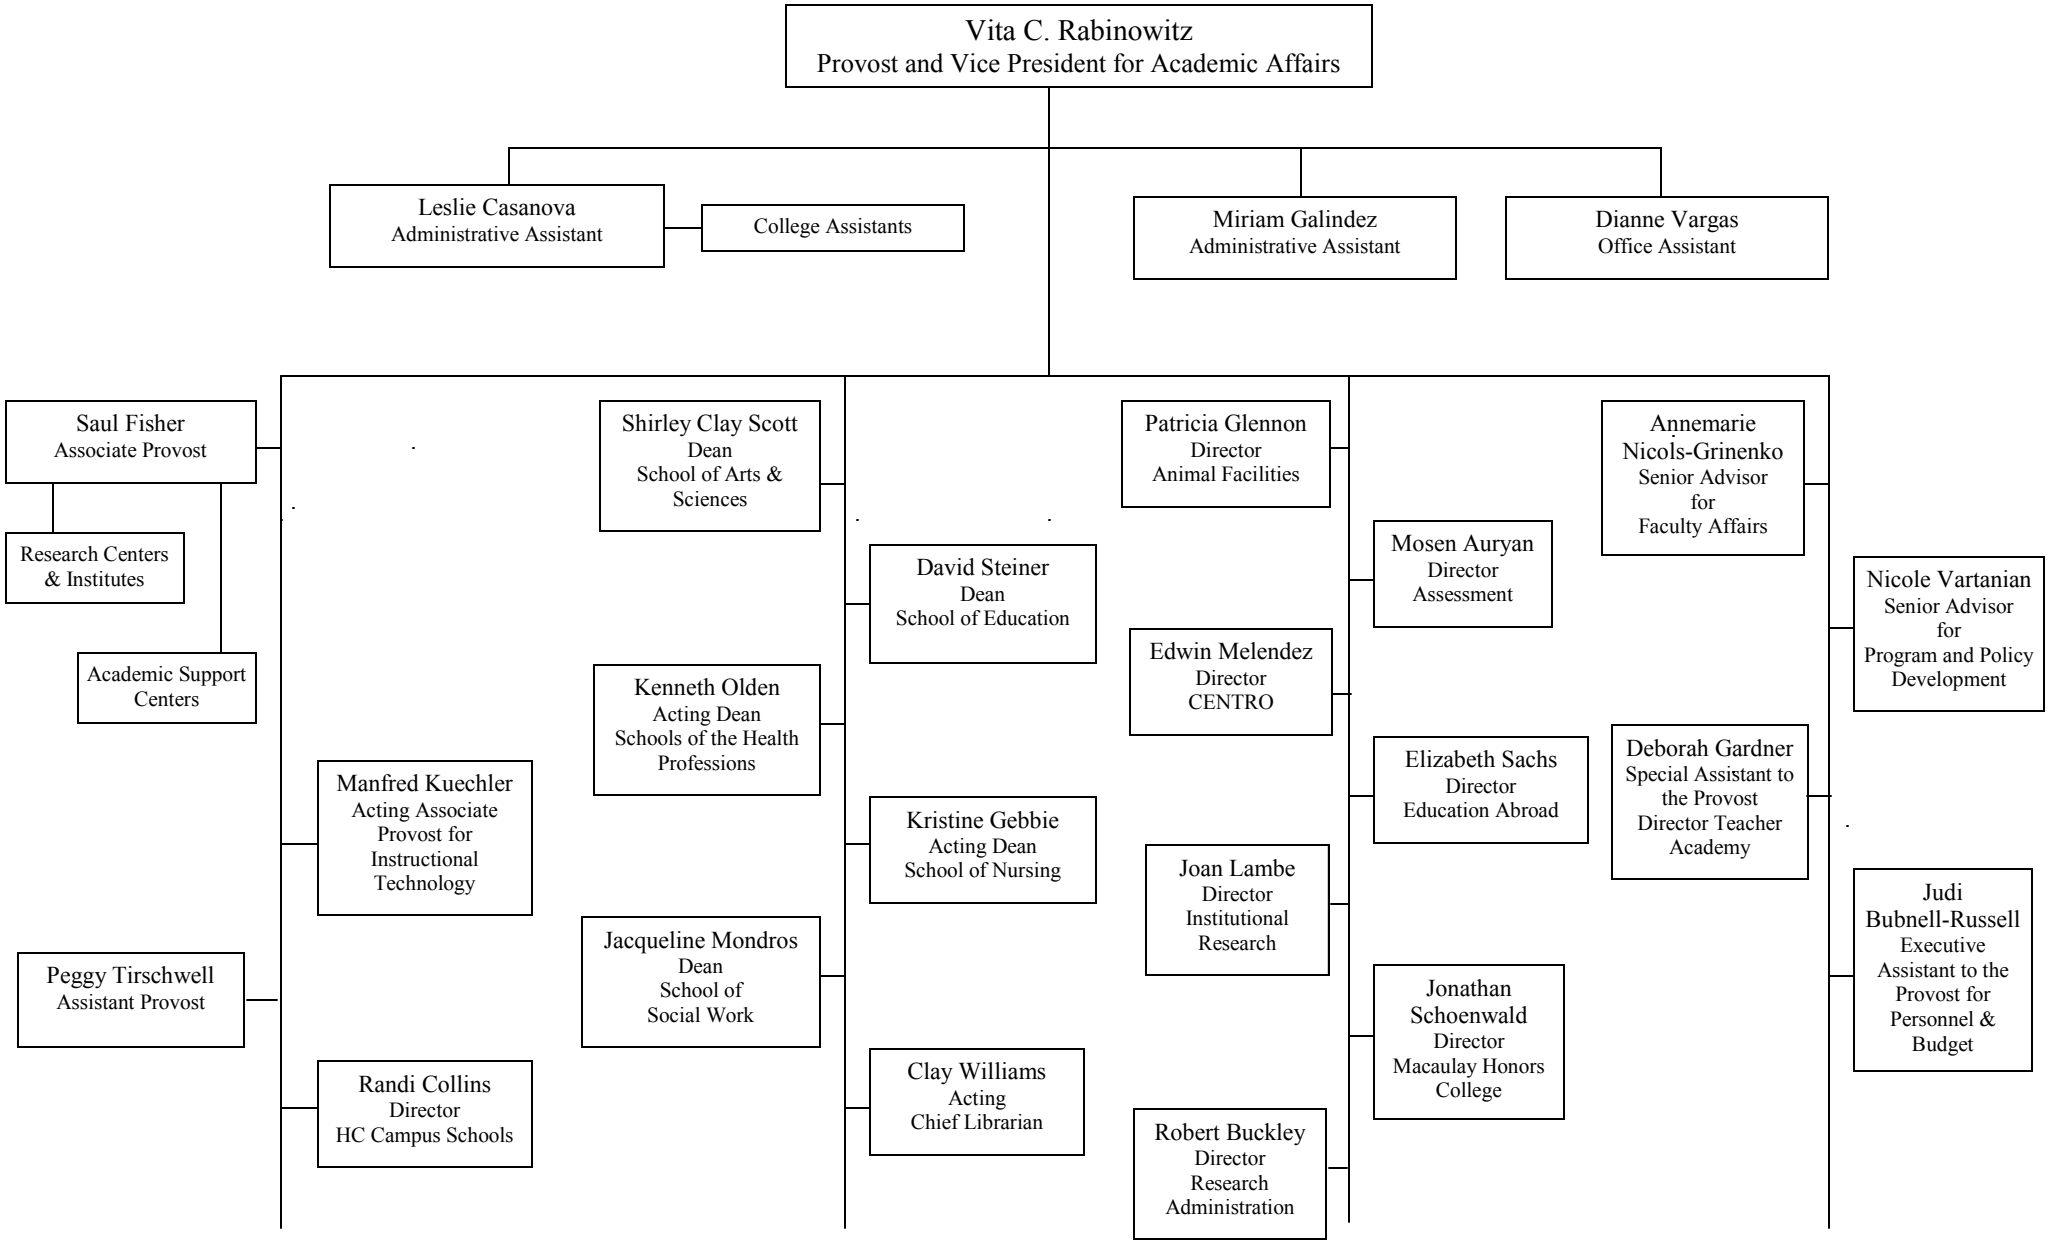 Vita C. Rabinowitz
Provost and Vice President for Academic Affairs
Leslie Casanova
Administrative Assistant
College Assistants
Miriam Galindez
Administrative Assistant
Dianne Vargas
Office Assistant
Saul Fisher
Associate Provost
Research Centers
& Institutes
Academic Support
Centers
Manfred Kuechler
Acting Associate
Provost for
Instructional
Technology
Peggy Tirschwell
Assistant Provost
Randi Collins
Director
HC Campus Schools
Shirley Clay Scott
Dean
School of Arts &
Sciences
David Steiner
Dean
School of Education
Kenneth Olden
Acting Dean
Schools of the Health
Professions
Kristine Gebbie
Acting Dean
School of Nursing
Jacqueline Mondros
Dean
School of
Social Work
Clay Williams
Acting
Chief Librarian
Patricia Glennon
Director
Animal Facilities
Mosen Auryan
Director
Assessment
Edwin Melendez
Director
CENTRO
Elizabeth Sachs
Director
Education Abroad
Joan Lambe
Director
Institutional
Research
Jonathan
Schoenwald
Director
Macaulay Honors
College
Robert Buckley
Director
Research
Administration
Annemarie
Nicols-Grinenko
Senior Advisor
for
Faculty Affairs
Nicole Vartanian
Senior Advisor
for
Program and Policy
Development
Deborah Gardner
Special Assistant to
the Provost
Director Teacher
Academy
Judi
Bubnell-Russell
Executive
Assistant to the
Provost for
Personnel &
Budget